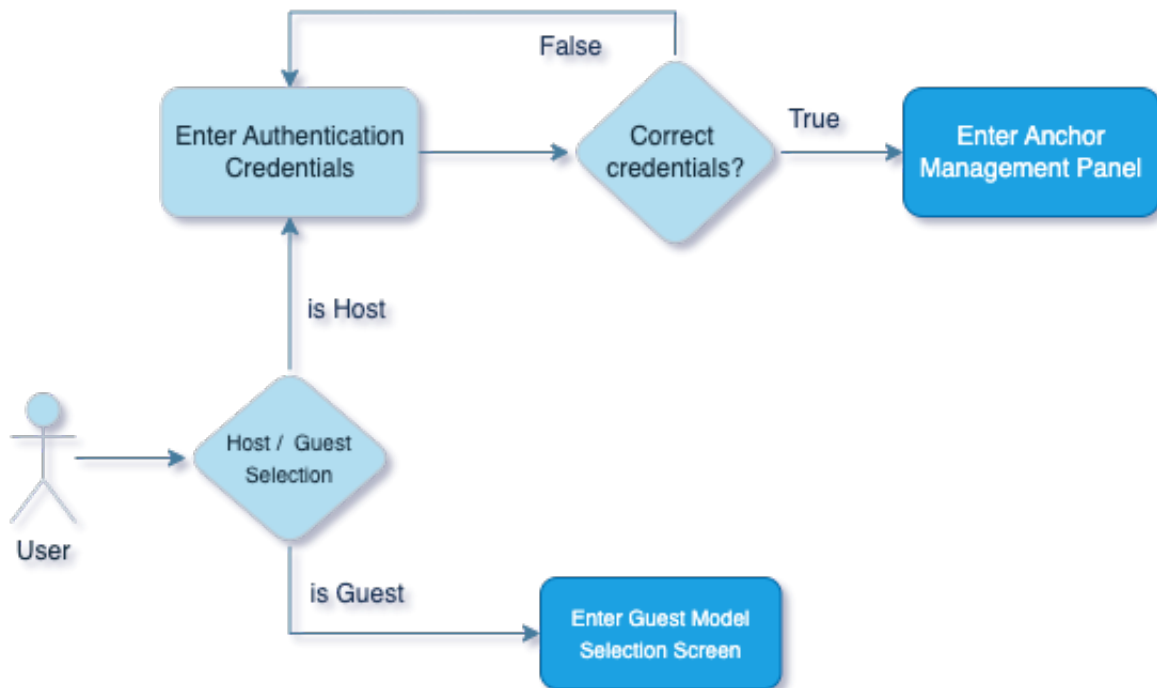 False
Enter Authentication
Credentials
Correct
credentials?
True
Enter Anchor
Management Panel
is Host
Host / Guest
Selection
User
is Guest
Enter Guest Model
Selection Screen